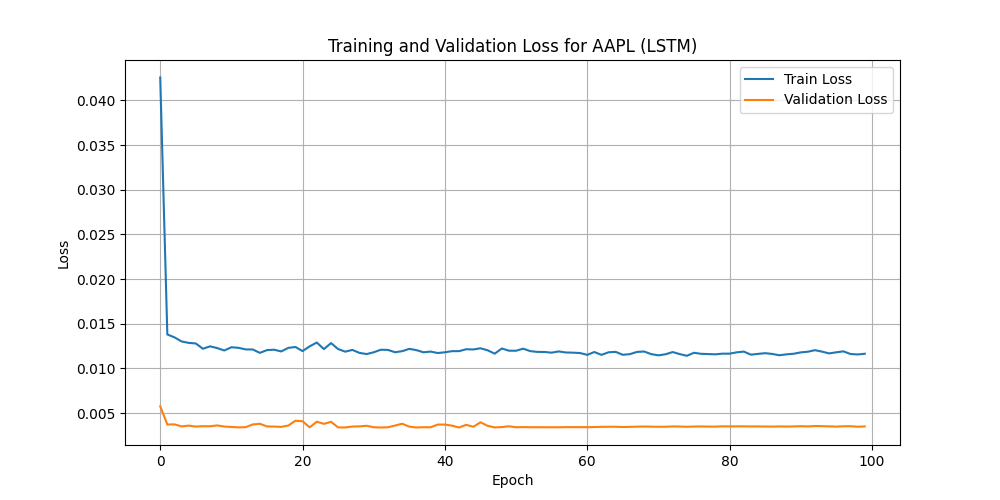 Training and Validation Loss for AAPL (LSTM)
Train Loss
Validation Loss
0.040
0.035
0.030
0.025
0.020
0.015
0.010
0.005
Loss
0 20 40 60 80 100
Epoch